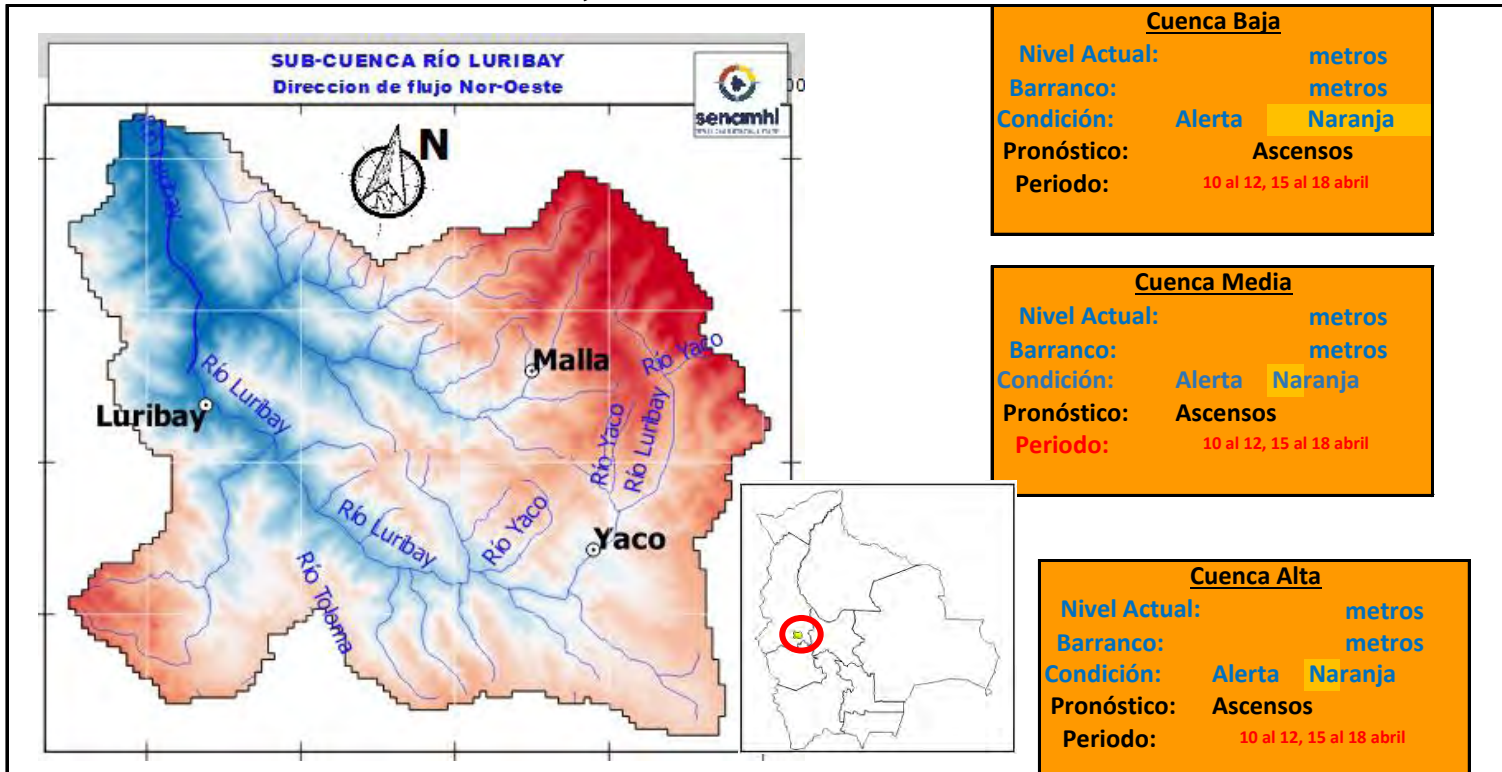 SUB-CUENCA RÍO LURIBAY
Direccion de flujo Nor-Oeste
senamhi
00
N
Río Luribay
Malla
Río Yaco
Luribay
Río Luribay
Río Yaco
Río Luribay
Río Luribay
Río Yaco
Yaco
Río Tolama
Cuenca Baja
Nivel Actual: metros
Barranco: metros
Condición: Alerta Naranja
Pronóstico: Ascensos
Periodo: 10 al 12, 15 al 18 abril
Cuenca Media
Nivel Actual: metros
Barranco: metros
Condición: Alerta Naranja
Pronóstico: Ascensos
Periodo: 10 al 12, 15 al 18 abril
Cuenca Alta
Nivel Actual: metros
Barranco: metros
Condición: Alerta Naranja
Pronóstico: Ascensos
Periodo: 10 al 12, 15 al 18 abril